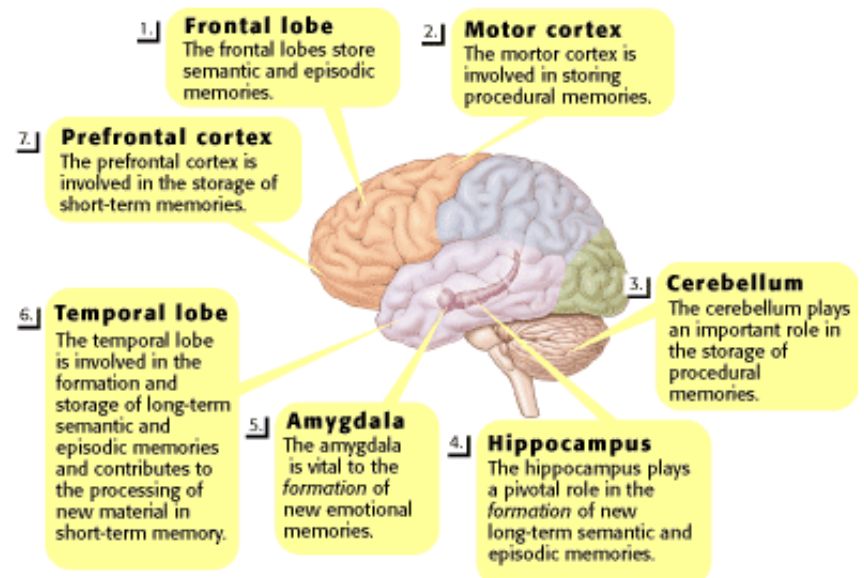 1. Frontal lobe
The frontal lobes store
semantic and episodic
memories.
2. Motor cortex
The mortor cortex is
involved in storing
procedural memories.
7. Prefrontal cortex
The prefrontal cortex is
involved in the storage of
short-term memories.
3. Cerebellum
The cerebellum plays
an important role in
the storage of
procedural
memories.
6. Temporal lobe
The temporal lobe
is involved in the
formation and
storage of long-term
semantic and
episodic memories
and contributes to
the processing of
new material in
short-term memory.
5. Amygdala
The amygdala
is vital to the
formation of
new emotional
memories.
4. Hippocampus
The hippocampus plays
a pivotal role in the
formation of new
long-term semantic and
episodic memories.